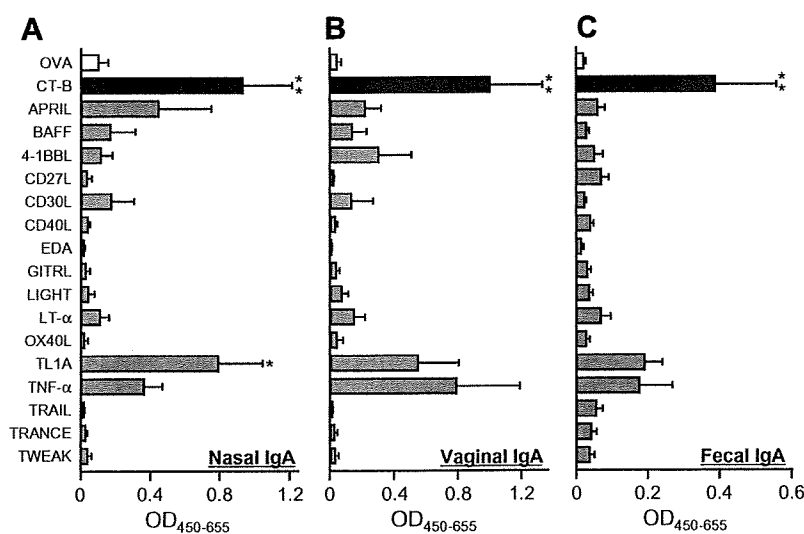 A B C
OVA
CT-B
APRIL
BAFF
4-1BBL
CD27L
CD30L
CD40L
EDA
GITRL
LIGHT
LT-α
OX40L
TL1A
TNF-α
TRAIL
TRANCE
TWEAK
* * * * * *
*
Nasal IgA Vaginal IgA Fecal IgA
0 0.4 0.8 1.2 0 0.4 0.8 1.2 0 0.2 0.4 0.6
OD450-655 OD450-655 OD450-655